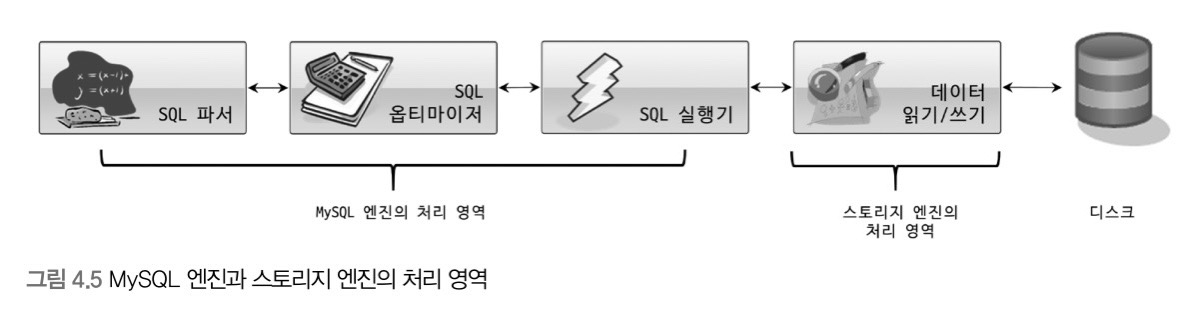 x = (x-1)+
y = (x+1)
SQL 파서
SQL
옵티마이저
SQL 실행기
데이터
읽기/쓰기
MySQL 엔진의 처리 영역
스토리지 엔진의
처리 영역
디스크
그림 4.5 MySQL 엔진과 스토리지 엔진의 처리 영역